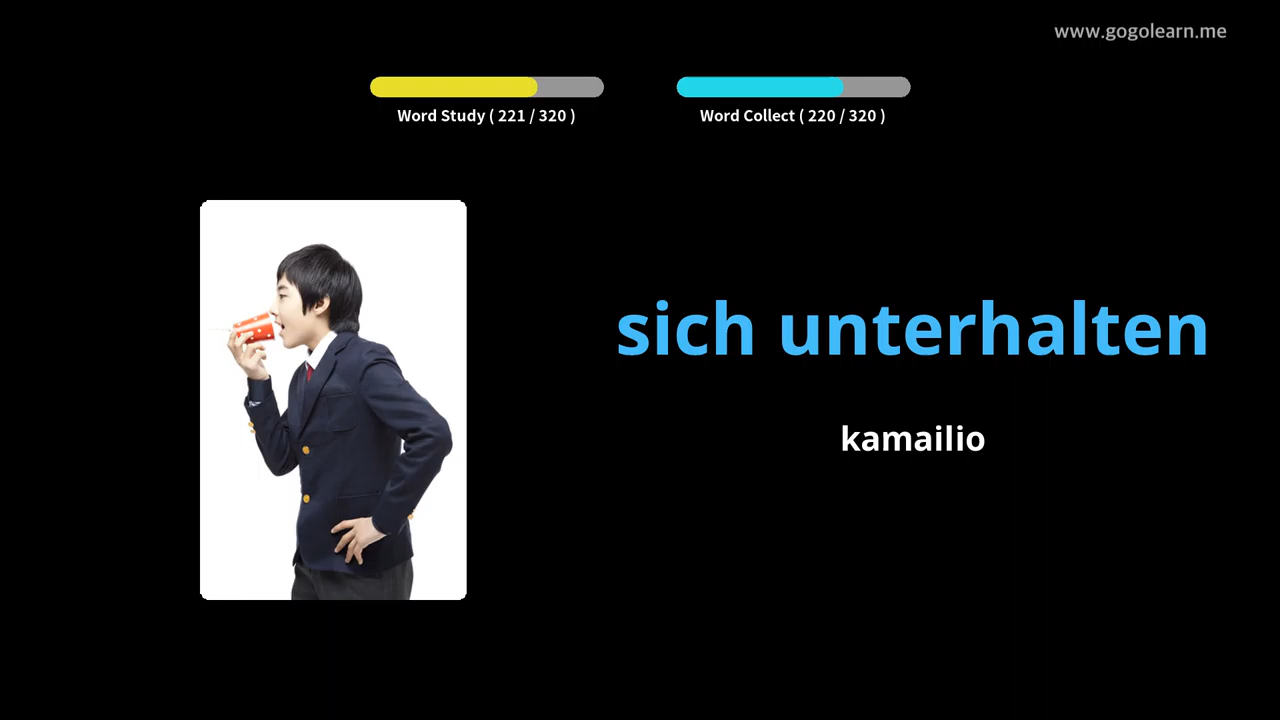 www.gogolearn.me
Word Study ( 221 / 320 )
Word Collect ( 220 / 320 )
sich unterhalten
kamailio